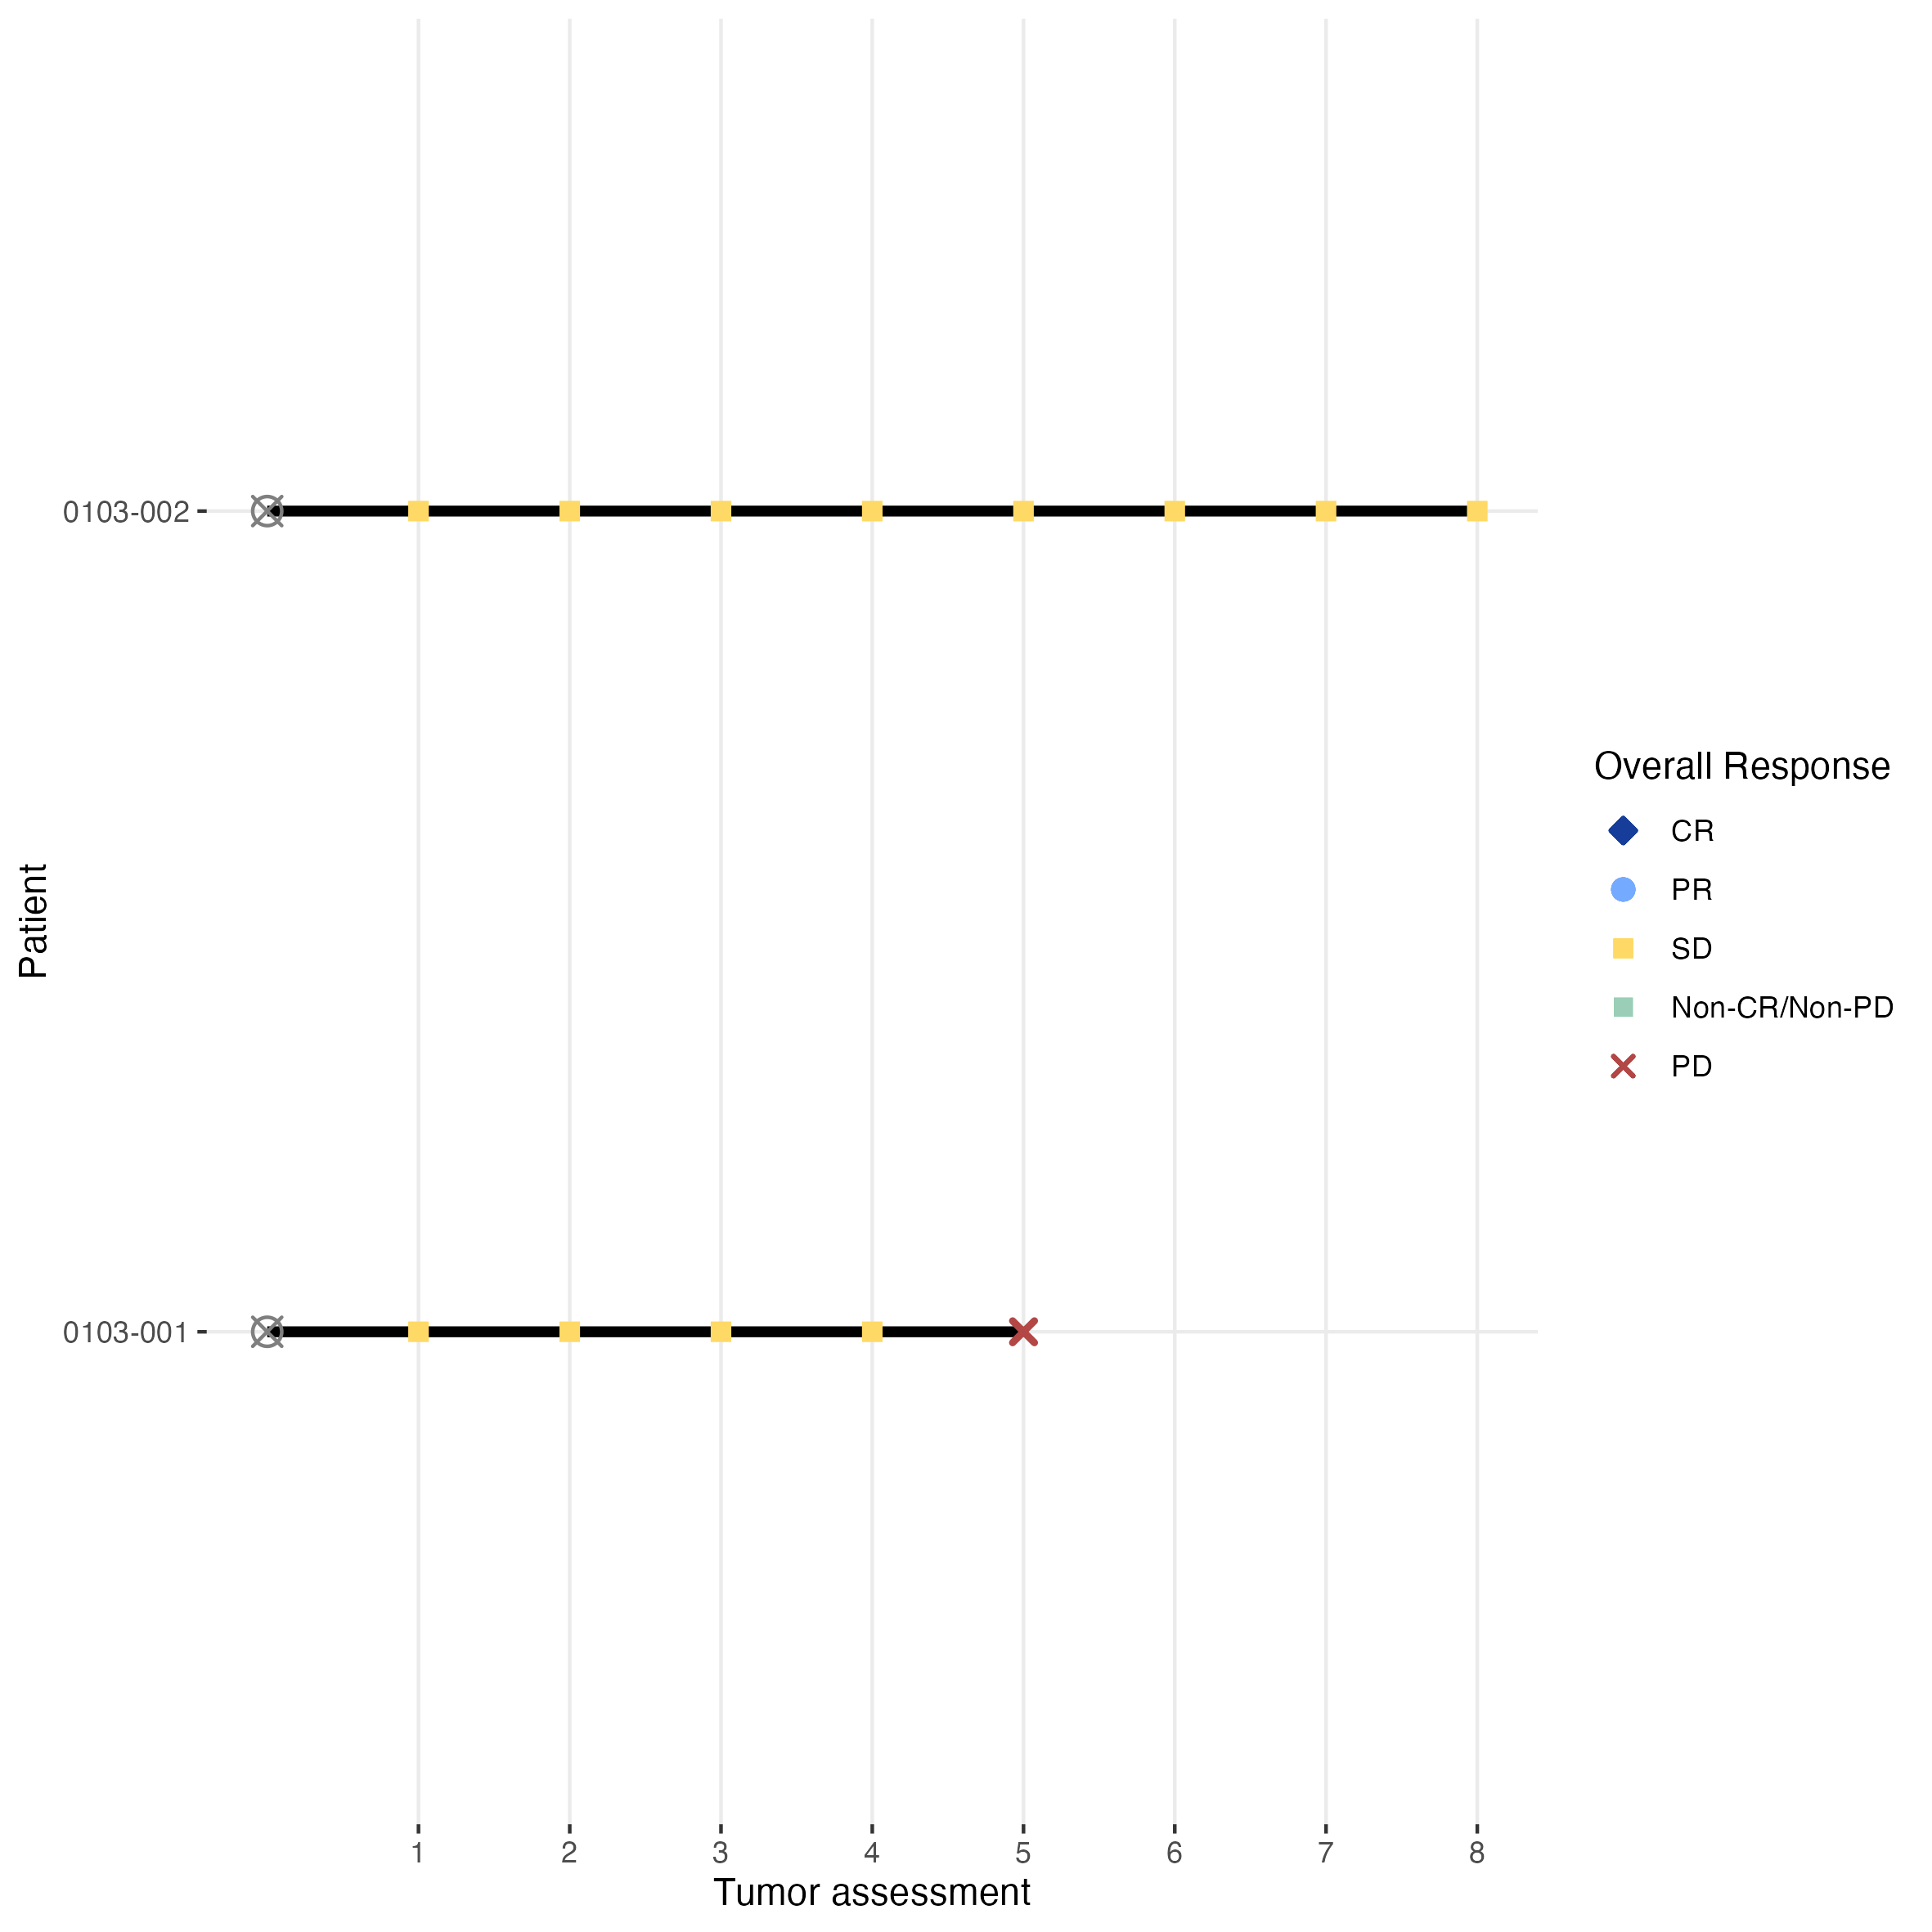 0103-002
0103-001
Patient
1 2 3 4 5 6 7 8
Tumor assessment
Overall Response
CR
PR
SD
Non-CR/Non-PD
PD